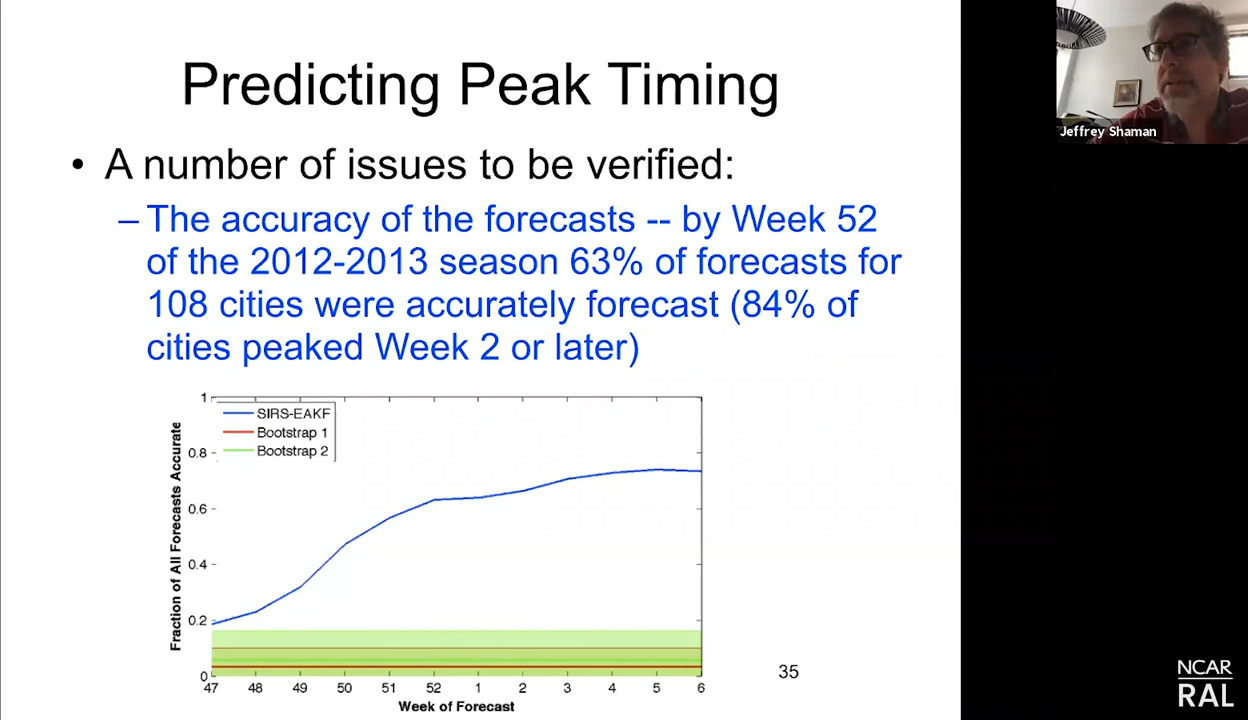 Predicting Peak Timing
• A number of issues to be verified:
– The accuracy of the forecasts -- by Week 52
of the 2012-2013 season 63% of forecasts for
108 cities were accurately forecast (84% of
cities peaked Week 2 or later)
SIRS-EAKF
Bootstrap 1
Bootstrap 2
Fraction of All Forecasts Accurate
1
0.8
0.6
0.4
0.2
0
47 48 49 50 51 52 1 2 3 4 5 6
Week of Forecast
35
Jeffrey Shaman
NCAR
RAL